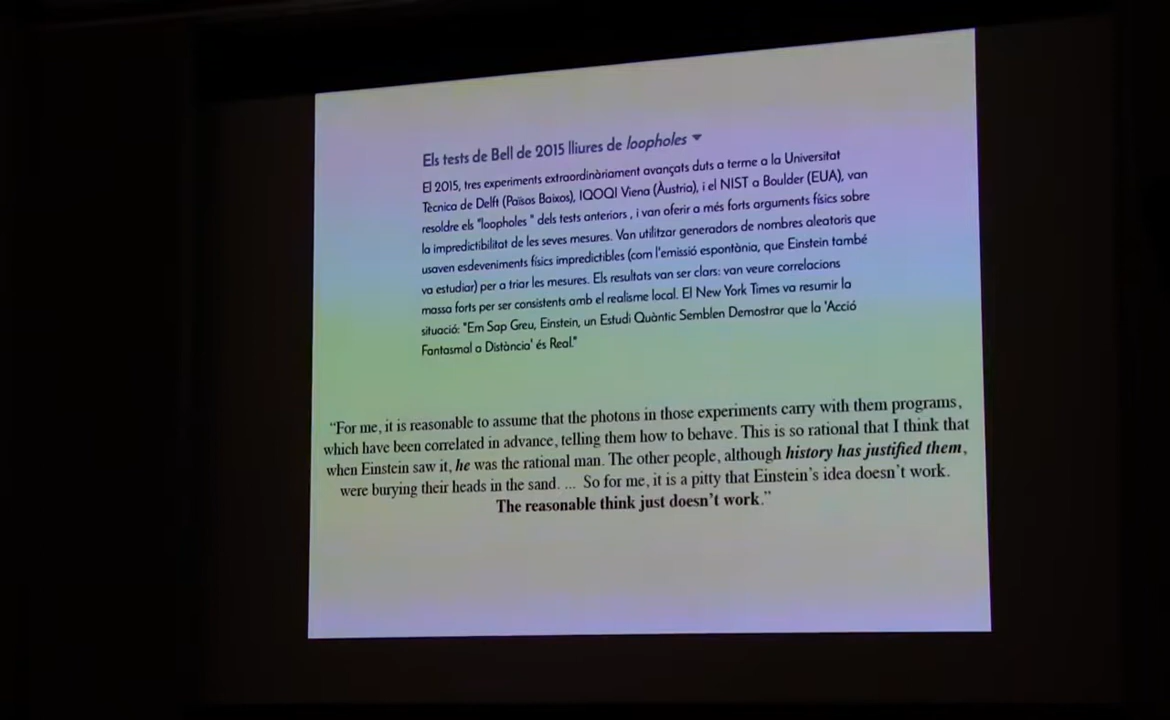 Els tests de Bell de 2015 lliures de loopholes
El 2015, tres experiments extraordinàriament avançats duts a terme a la Universitat
Tècnica de Delft (Països Baixos), IQOQI Viena (Àustria), i el NIST a Boulder (EUA), van
resoldre els "loopholes " dels tests anteriors , i van oferir a més forts arguments físics sobre
la impredictibilitat de les seves mesures. Van utilitzar generadors de nombres aleatoris que
usaven esdeveniments físics impredictibles (com l'emissió espontània, que Einstein també
va estudiar) per a triar les mesures. Els resultats van ser clars: van veure correlacions
massa forts per ser consistents amb el realisme local. El New York Times va resumir la
situació: "Em Sap Greu, Einstein, un Estudi Quàntic Semblen Demostrar que la 'Acció
Fantasmal a Distància' és Real."
“For me, it is reasonable to assume that the photons in those experiments carry with them programs,
which have been correlated in advance, telling them how to behave. This is so rational that I think that
when Einstein saw it, he was the rational man. The other people, although history has justified them,
were burying their heads in the sand. ... So for me, it is a pitty that Einstein’s idea doesn’t work.
The reasonable think just doesn’t work.”